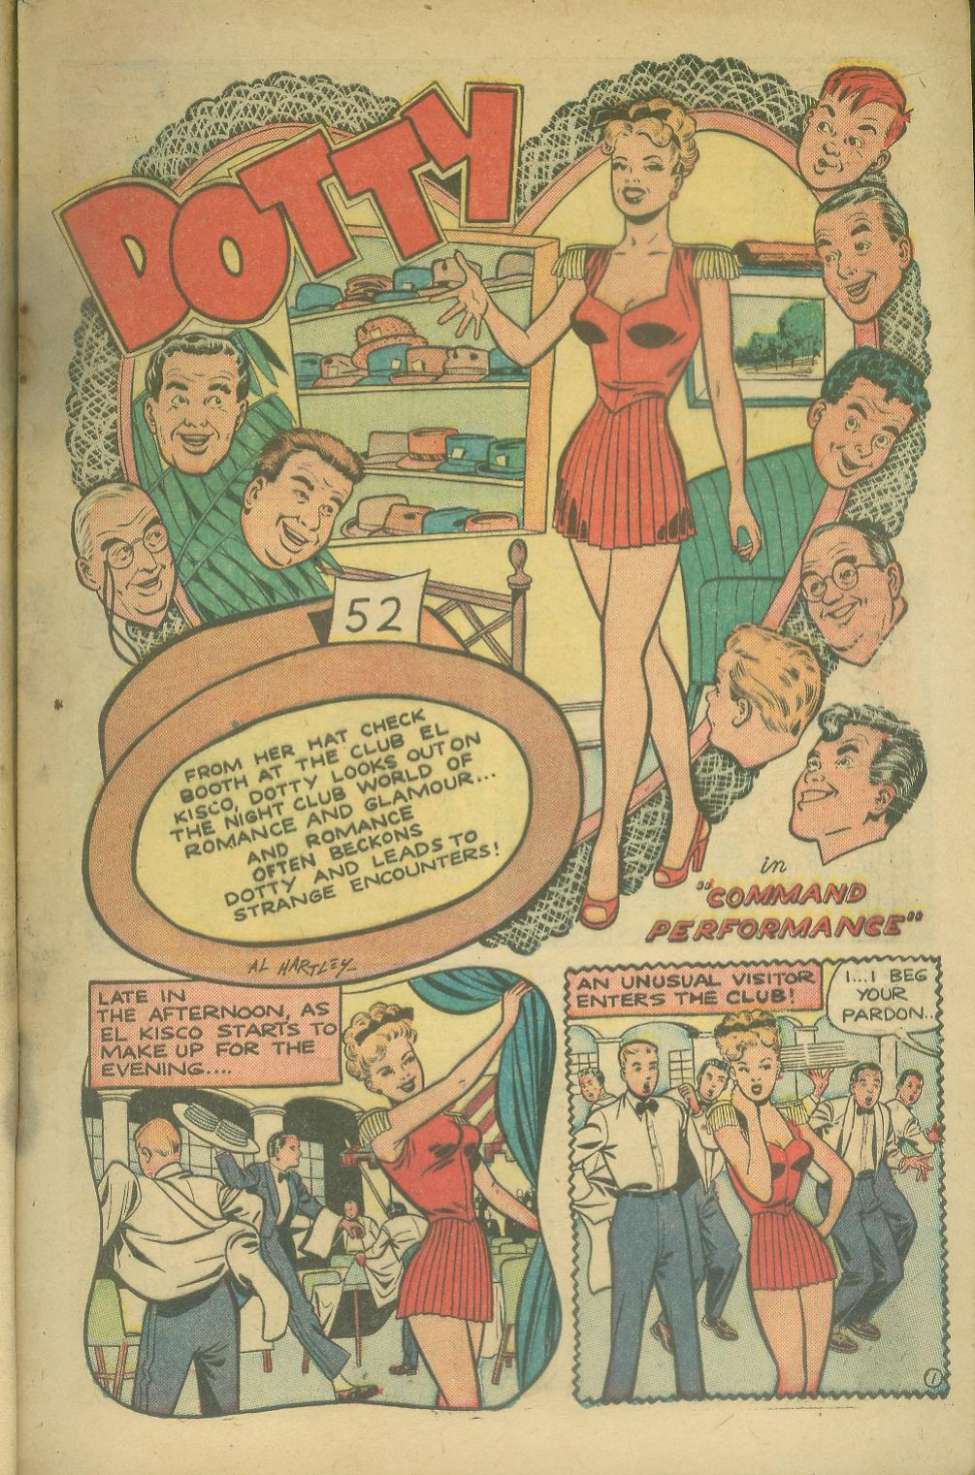 DOTTY
52
FROM HER HAT CHECK
BOOTH AT THE CLUB EL
KISCO, DOTTY LOOKS OUT ON
THE NIGHT CLUB WORLD OF
ROMANCE AND GLAMOUR...
AND ROMANCE
OFTEN BECKONS
DOTTY AND LEADS TO
STRANGE ENCOUNTERS!
in
"COMMAND
PERFORMANCE"
AL HARTLEY_
LATE IN
THE AFTERNOON, AS
EL KISCO STARTS TO
MAKE UP FOR THE
EVENING....
AN UNUSUAL VISITOR
ENTERS THE CLUB!
I...I BEG
YOUR
PARDON..
1